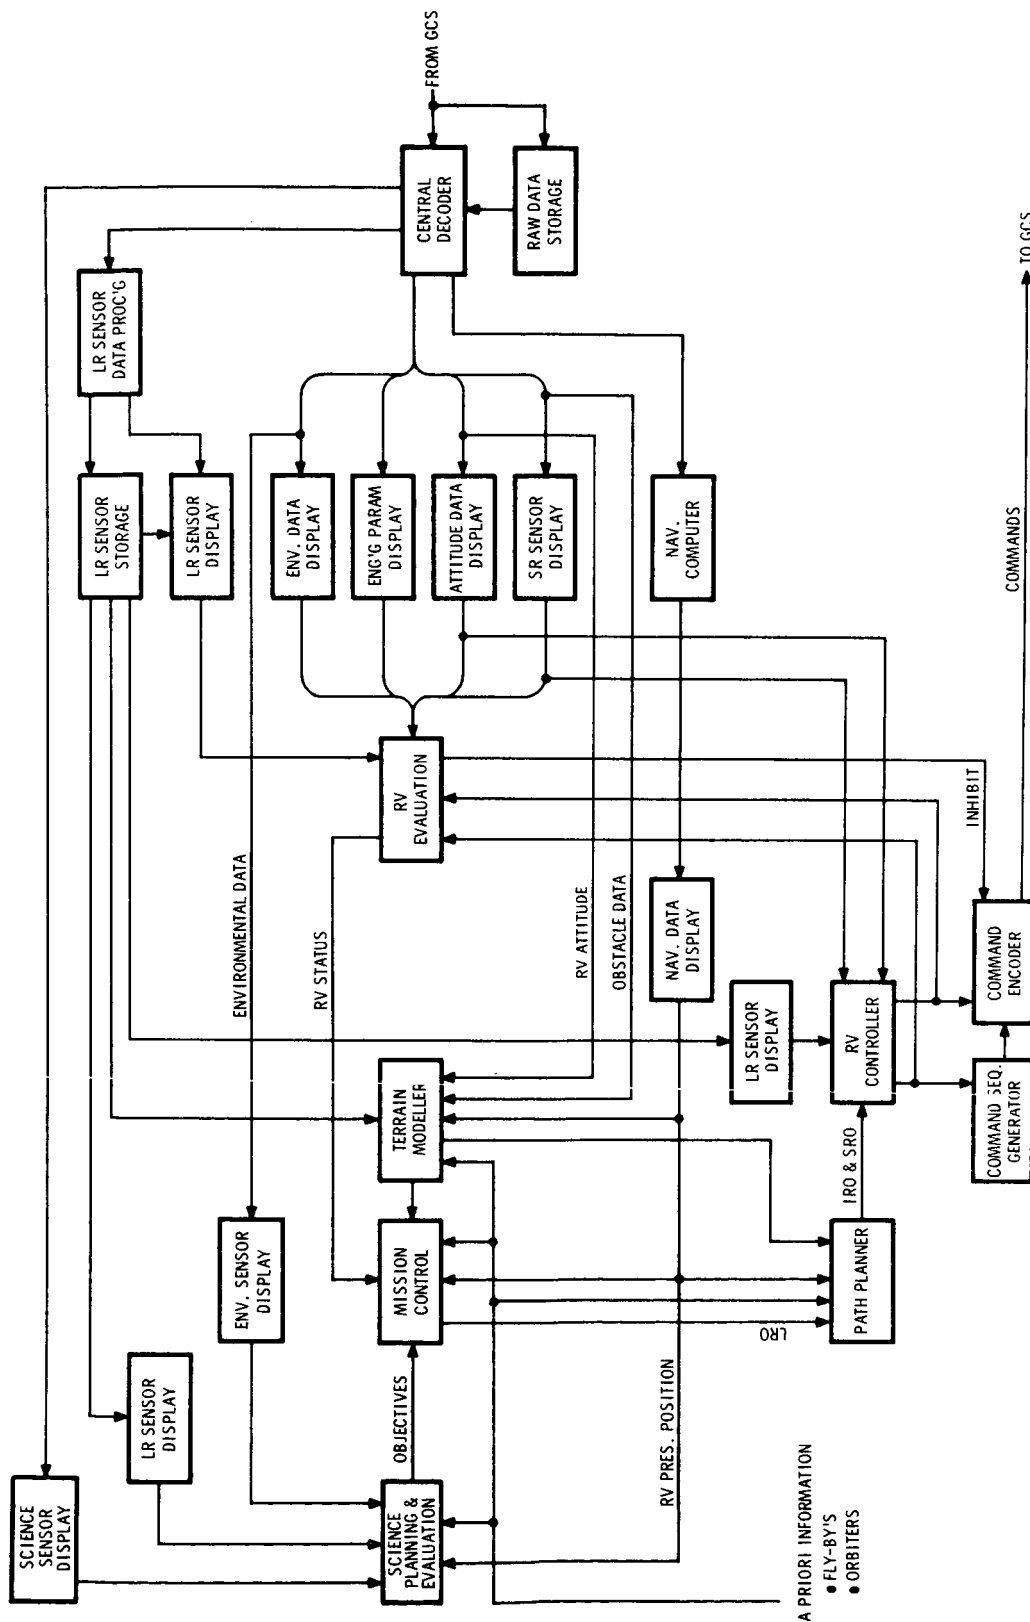 SCIENCE
SENSOR
DISPLAY
LR SENSOR
DISPLAY
ENV. SENSOR
DISPLAY
ENVIRONMENTAL DATA
LR SENSOR
STORAGE
LR SENSOR
DISPLAY
LR SENSOR
DATA PROC'G
ENV. DATA
DISPLAY
ENG'G PARAM
DISPLAY
ATTITUDE DATA
DISPLAY
SR SENSOR
DISPLAY
CENTRAL
DECODER
FROM GCS
RAW DATA
STORAGE
RV STATUS
SCIENCE
PLANNING &
EVALUATION
OBJECTIVES
MISSION
CONTROL
TERRAIN
MODELLER
RV
EVALUATION
RV ATTITUDE
OBSTACLE DATA
NAV.
COMPUTER
NAV. DATA
DISPLAY
RV PRES. POSITION
LRO
LR SENSOR
DISPLAY
A PRIORI INFORMATION
• FLY-BY'S
• ORBITERS
PATH PLANNER
IRO & SRO
RV
CONTROLLER
INHIBIT
COMMAND SEQ.
GENERATOR
COMMAND
ENCODER
COMMANDS
TO GCS